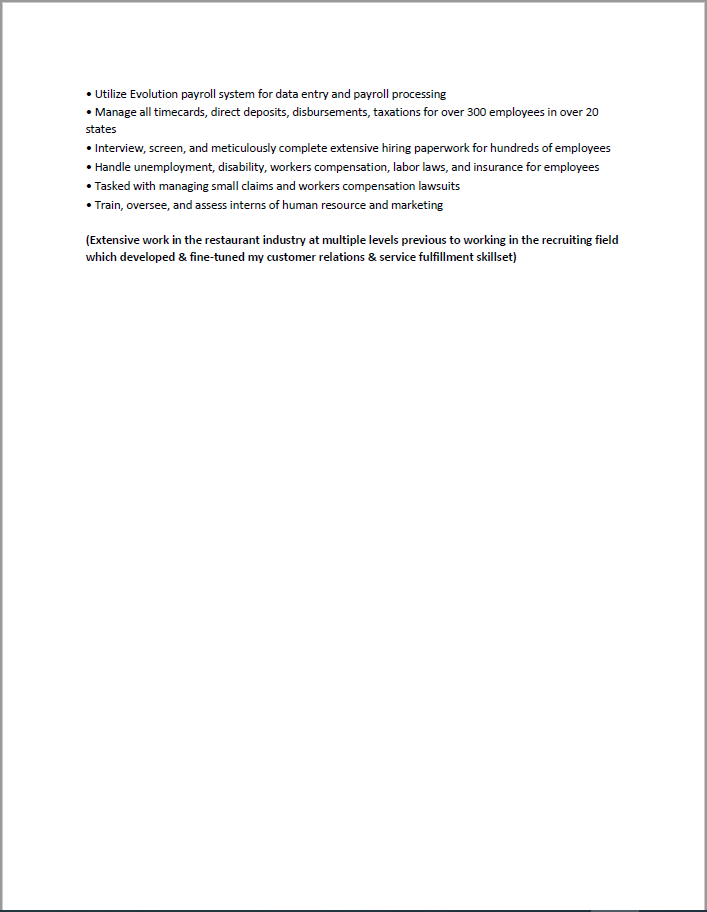 • Utilize Evolution payroll system for data entry and payroll processing
• Manage all timecards, direct deposits, disbursements, taxations for over 300 employees in over 20
states
• Interview, screen, and meticulously complete extensive hiring paperwork for hundreds of employees
• Handle unemployment, disability, workers compensation, labor laws, and insurance for employees
• Tasked with managing small claims and workers compensation lawsuits
• Train, oversee, and assess interns of human resource and marketing
(Extensive work in the restaurant industry at multiple levels previous to working in the recruiting field
which developed & fine-tuned my customer relations & service fulfillment skillset)